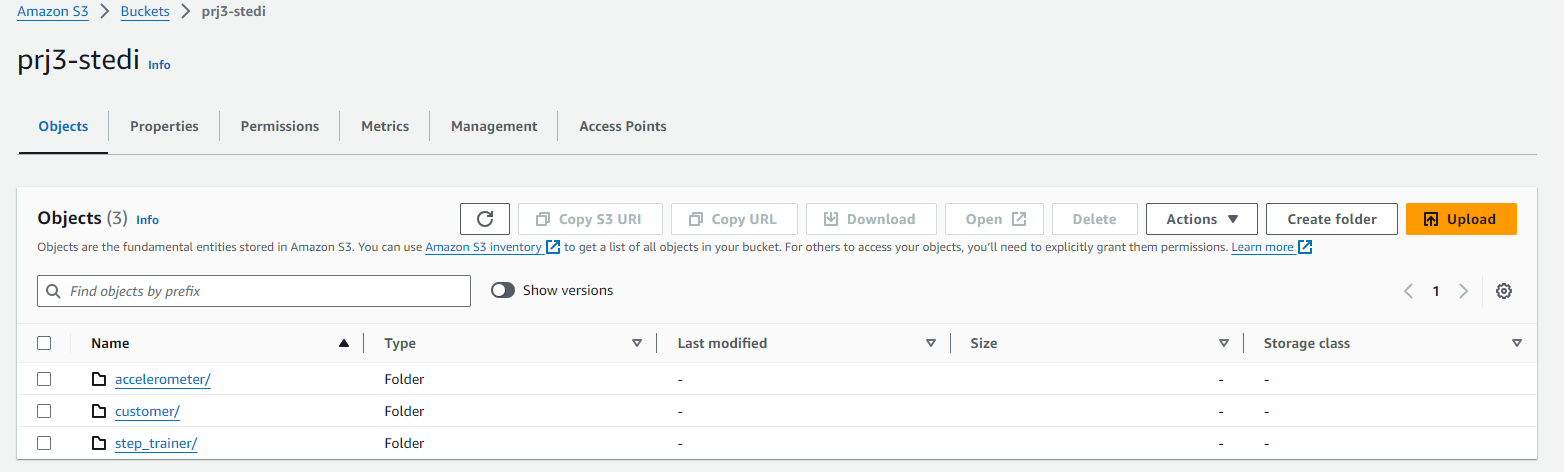 Amazon S3 > Buckets > prj3-stedi
prj3-stedi Info
Objects Properties Permissions Metrics Management Access Points
Objects (3) Info Copy S3 URI Copy URL Download Open Delete Actions Create folder Upload
Objects are the fundamental entities stored in Amazon S3. You can use Amazon S3 inventory to get a list of all objects in your bucket. For others to access your objects, you'll need to explicitly grant them permissions. Learn more
Find objects by prefix Show versions < 1 >
Name Type Last modified Size Storage class
accelerometer/ Folder - - -
customer/ Folder - - -
step_trainer/ Folder - - -